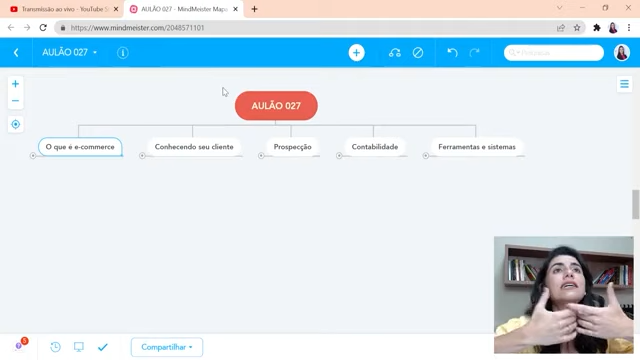 Transmissão ao vivo - YouTube S
AULÃO 027 - MindMeister Mapa
https://www.mindmeister.com/2048571101
AULÃO 027
AULÃO 027
O que é e-commerce
Conhecendo seu cliente
Prospecção
Contabilidade
Ferramentas e sistemas
Compartilhar